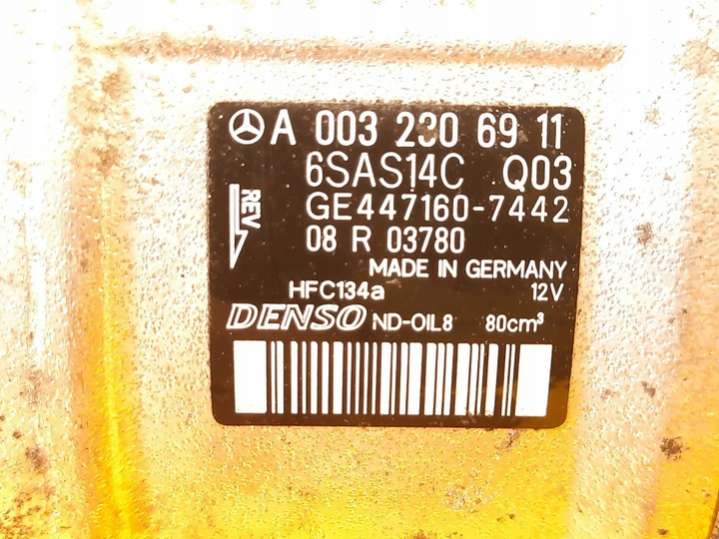 A 003 230 69 11
6SAS14C Q03
REV
GE447160-7442
08 R 03780
MADE IN GERMANY
HFC134a 12V
DENSO ND-OIL8 80cm³